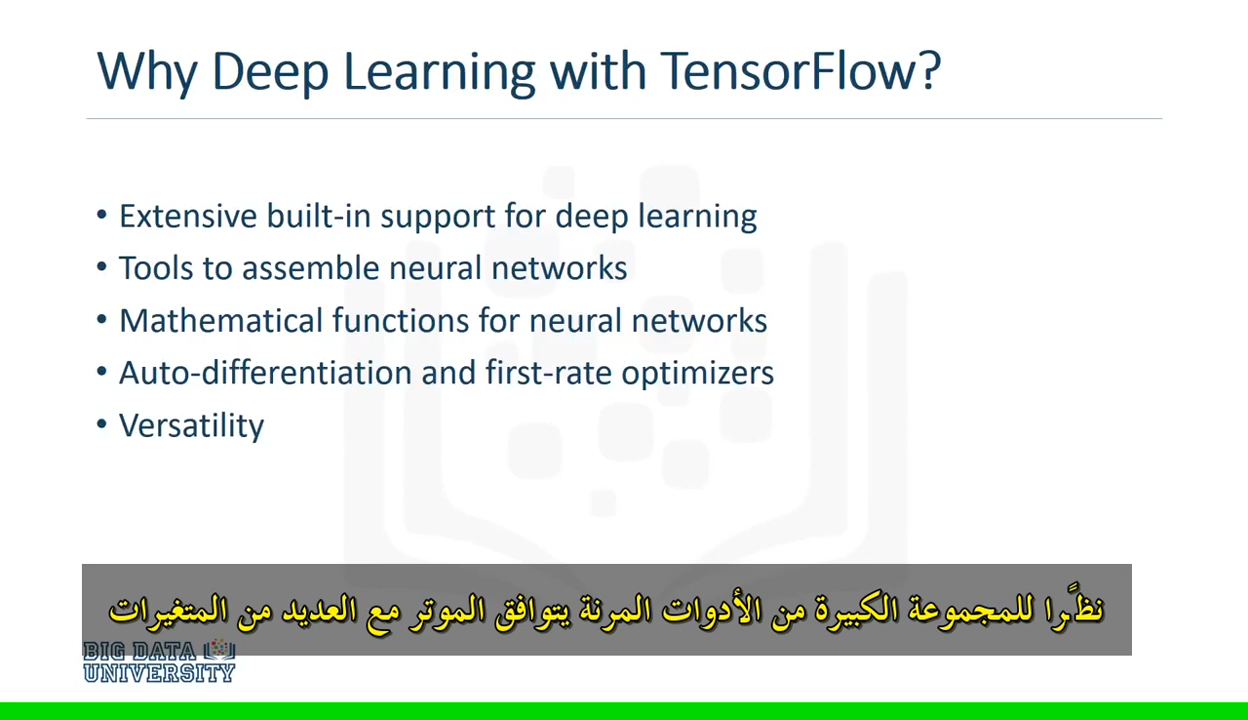 Why Deep Learning with TensorFlow?
• Extensive built-in support for deep learning
• Tools to assemble neural networks
• Mathematical functions for neural networks
• Auto-differentiation and first-rate optimizers
• Versatility
نظًرا للمجموعة الكبيرة من الأدوات المرنة يتوافق الموتر مع العديد من المتغيرات
BIG DATA
UNIVERSITY